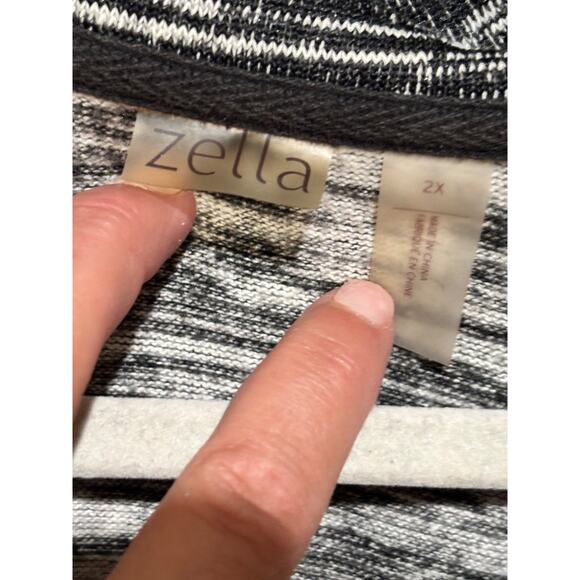 zella
2X
MADE IN CHINA
FABRIQUÉ EN CHINE